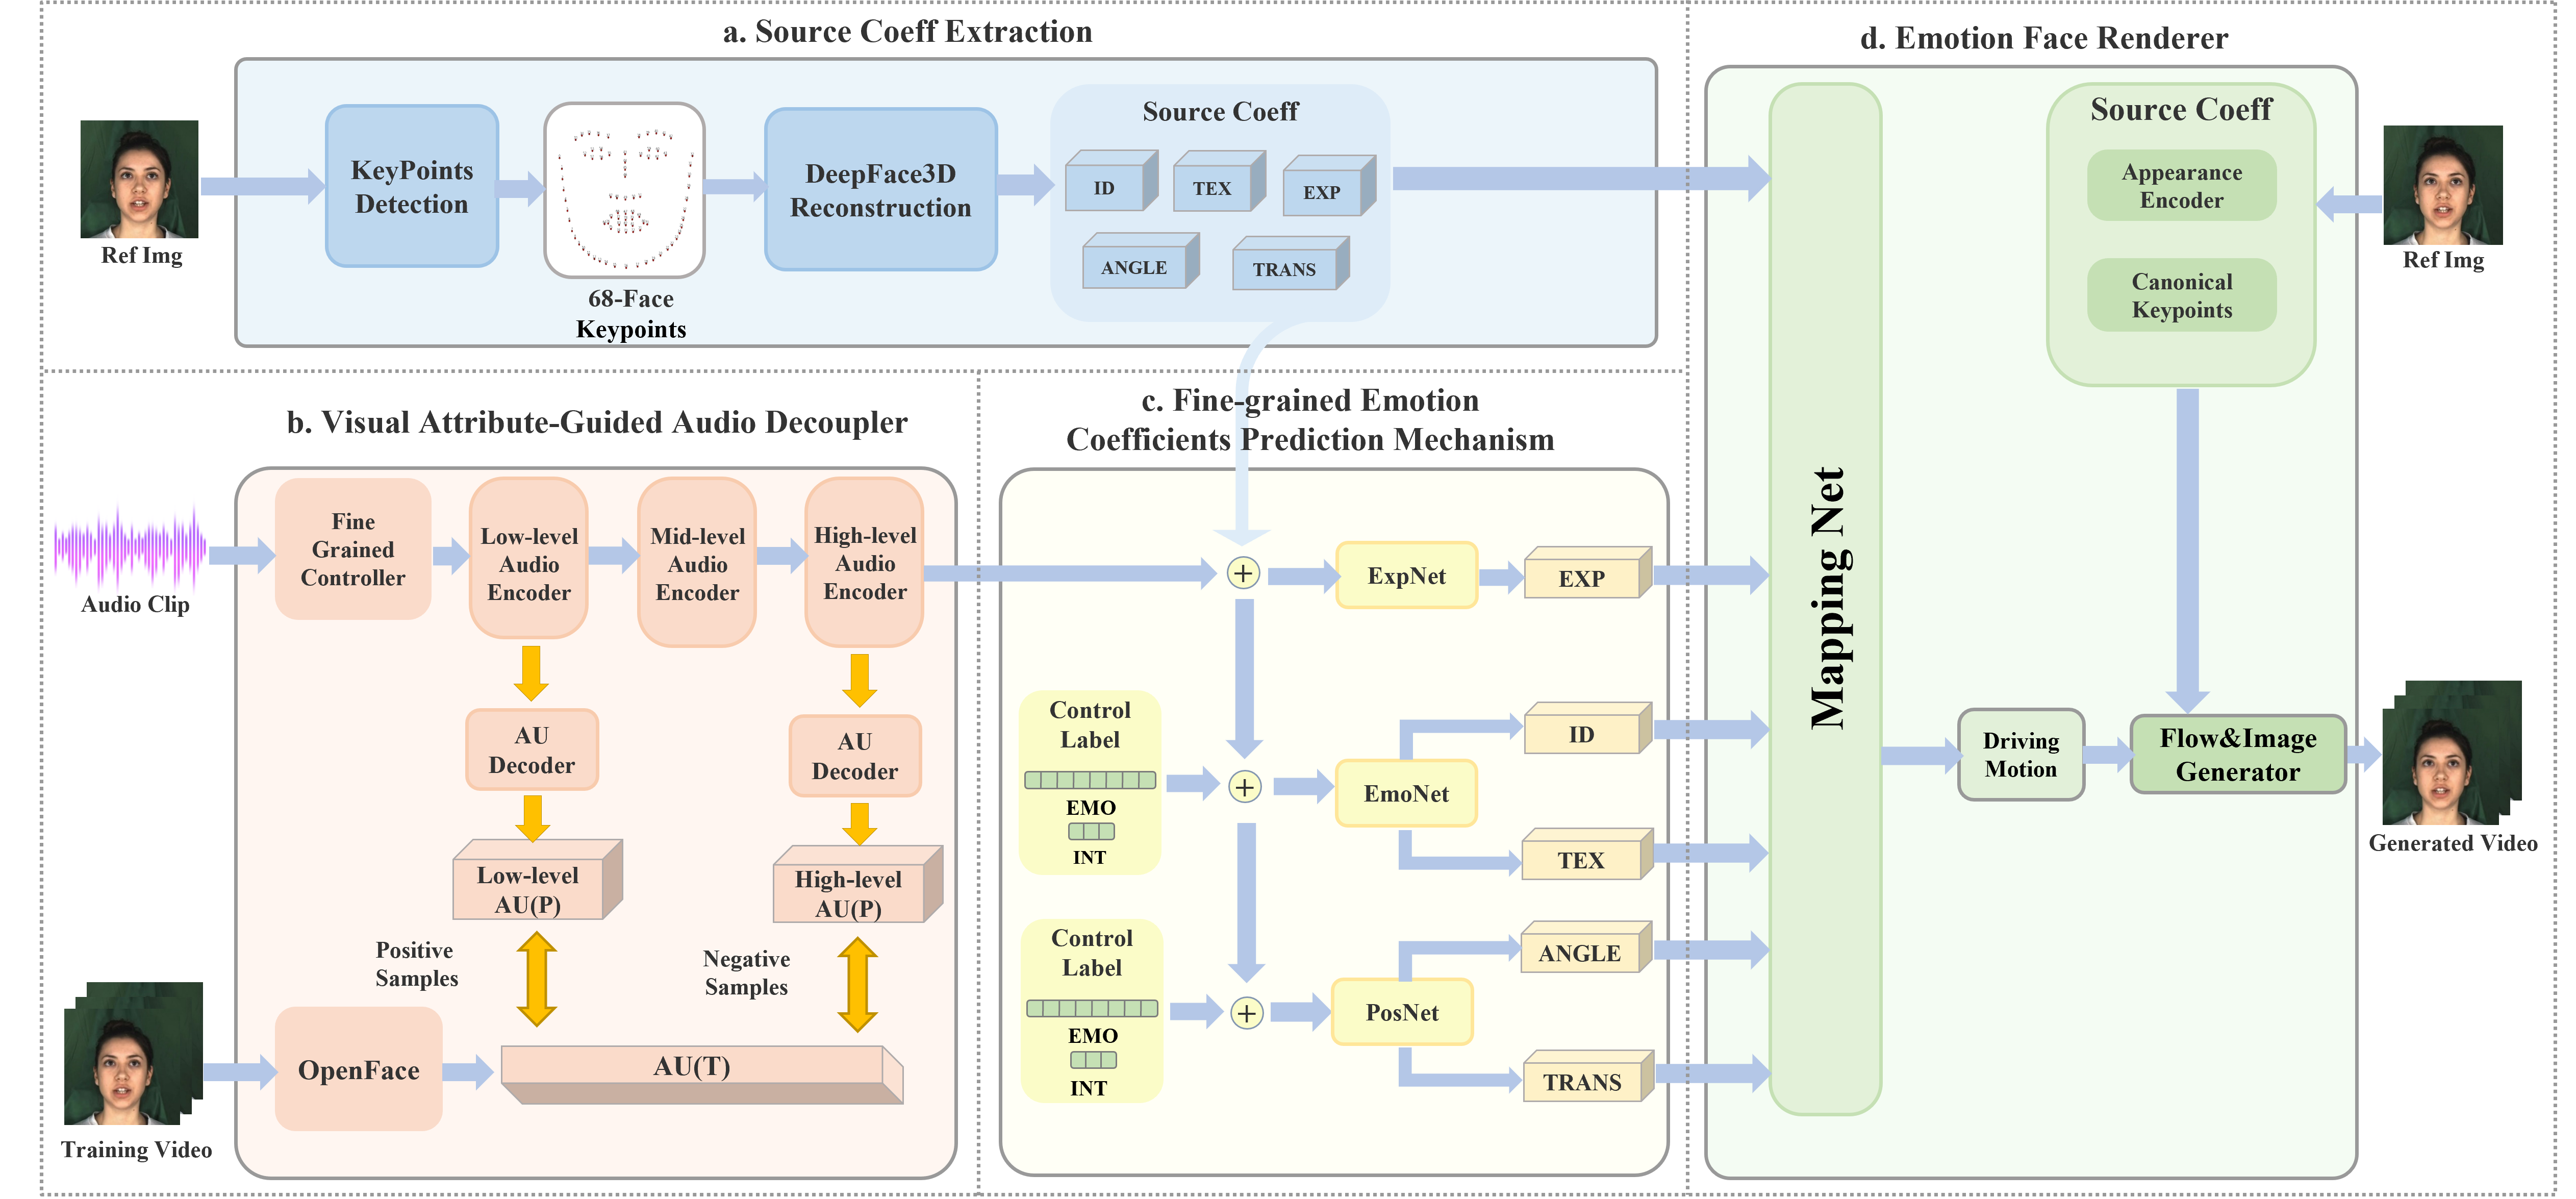 a. Source Coeff Extraction
Ref Img
KeyPoints
Detection
68-Face
Keypoints
DeepFace3D
Reconstruction
Source Coeff
ID
TEX
EXP
ANGLE
TRANS
b. Visual Attribute-Guided Audio Decoupler
Audio Clip
Fine
Grained
Controller
Low-level
Audio
Encoder
Mid-level
Audio
Encoder
High-level
Audio
Encoder
AU
Decoder
AU
Decoder
Low-level
AU(P)
High-level
AU(P)
Positive
Samples
Negative
Samples
Training Video
OpenFace
AU(T)
c. Fine-grained Emotion
Coefficients Prediction Mechanism
+
ExpNet
EXP
Control
Label
EMO
INT
+
EmoNet
ID
TEX
Control
Label
EMO
INT
+
PosNet
ANGLE
TRANS
d. Emotion Face Renderer
Mapping Net
Source Coeff
Appearance
Encoder
Canonical
Keypoints
Ref Img
Driving
Motion
Flow&Image
Generator
Generated Video